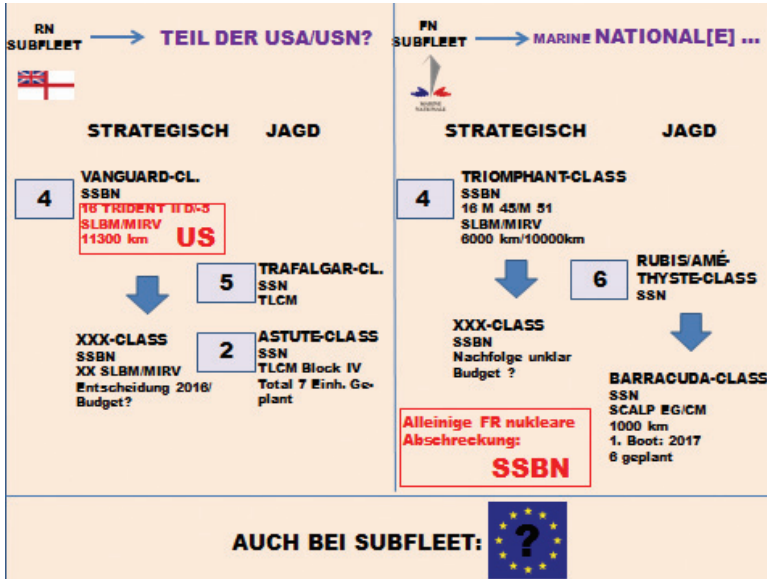 RN
SUBFLEET
TEIL DER USA/USN?
STRATEGISCH JAGD
4
VANGUARD-CL.
SSBN
16 TRIDENT II D/-5
SLBM/MIRV
11300 km
US
5
TRAFALGAR-CL.
SSN
TLCM
XXX-CLASS
SSBN
XX SLBM/MIRV
Entscheidung 2016/
Budget?
2
ASTUTE-CLASS
SSN
TLCM Block IV
Total 7 Einh. Ge-
plant
FN
SUBFLEET
MARINE NATIONAL[E] ...
MARINE
NATIONALE
STRATEGISCH JAGD
4
TRIOMPHANT-CLASS
SSBN
16 M 45/M 51
SLBM/MIRV
6000 km/10000km
6
RUBIS/AMÉ-
THYSTE-CLASS
SSN
XXX-CLASS
SSBN
Nachfolge unklar
Budget ?
BARRACUDA-CLASS
SSN
SCALP EG/CM
1000 km
1. Boot: 2017
6 geplant
Alleinige FR nukleare
Abschreckung:
SSBN
AUCH BEI SUBFLEET:
?